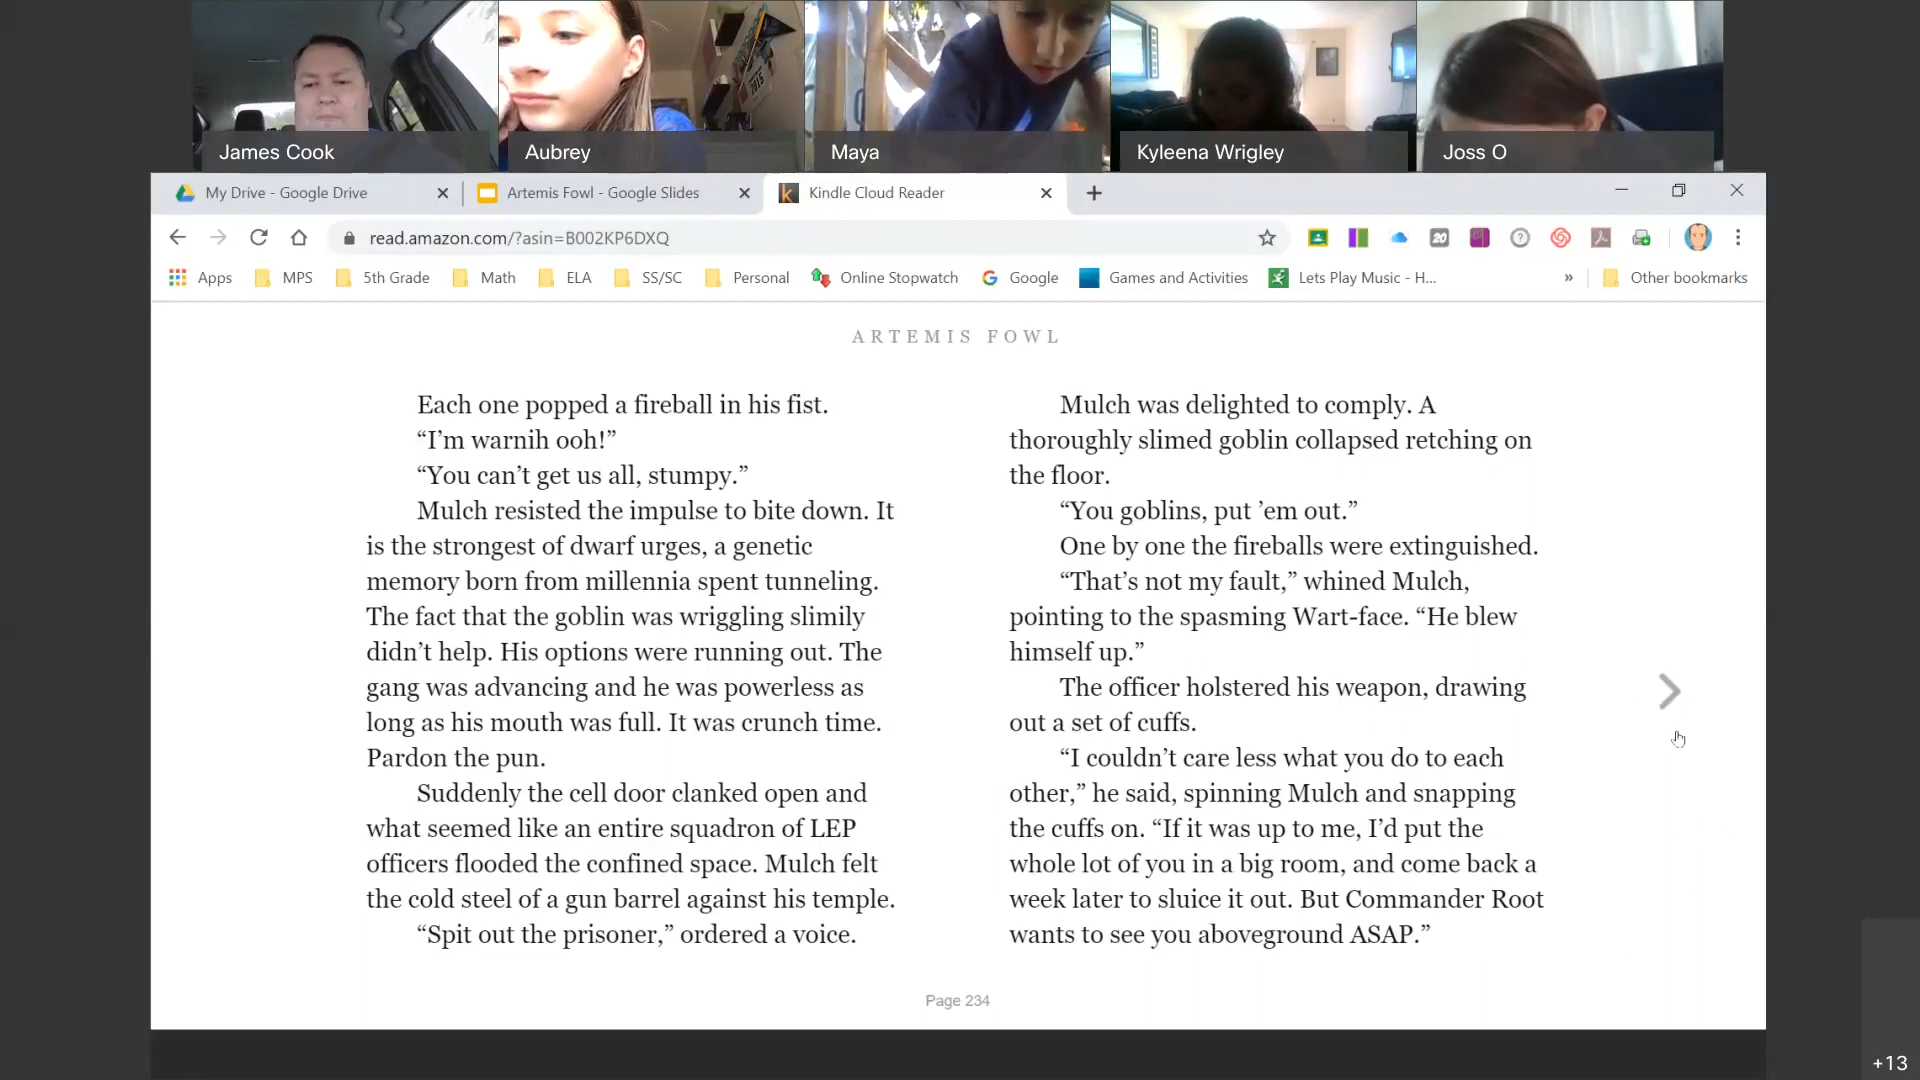 James Cook
Aubrey
Maya
Kyleena Wrigley
Joss O
My Drive - Google Drive
Artemis Fowl - Google Slides
Kindle Cloud Reader
read.amazon.com/?asin=B002KP6DXQ
20
Apps
MPS
5th Grade
Math
ELA
SS/SC
Personal
Online Stopwatch
Google
Games and Activities
Lets Play Music - H...
»
Other bookmarks
ARTEMIS FOWL
Each one popped a fireball in his fist.
“I’m warnih ooh!”
“You can’t get us all, stumpy.”
Mulch resisted the impulse to bite down. It
is the strongest of dwarf urges, a genetic
memory born from millennia spent tunneling.
The fact that the goblin was wriggling slimily
didn’t help. His options were running out. The
gang was advancing and he was powerless as
long as his mouth was full. It was crunch time.
Pardon the pun.
Suddenly the cell door clanked open and
what seemed like an entire squadron of LEP
officers flooded the confined space. Mulch felt
the cold steel of a gun barrel against his temple.
“Spit out the prisoner,” ordered a voice.
Mulch was delighted to comply. A
thoroughly slimed goblin collapsed retching on
the floor.
“You goblins, put ’em out.”
One by one the fireballs were extinguished.
“That’s not my fault,” whined Mulch,
pointing to the spasming Wart-face. “He blew
himself up.”
The officer holstered his weapon, drawing
out a set of cuffs.
“I couldn’t care less what you do to each
other,” he said, spinning Mulch and snapping
the cuffs on. “If it was up to me, I’d put the
whole lot of you in a big room, and come back a
week later to sluice it out. But Commander Root
wants to see you aboveground ASAP.”
Page 234
+13